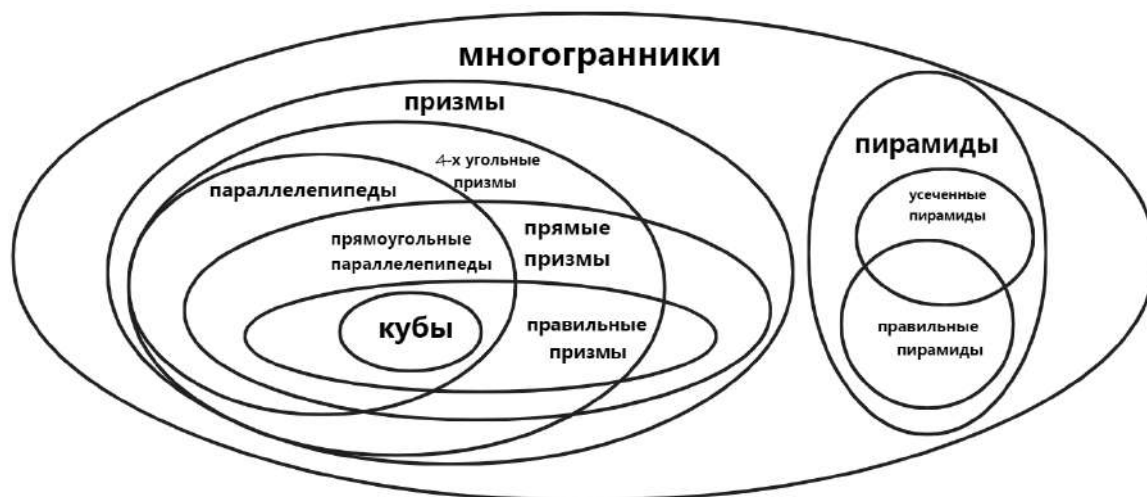 многогранники
призмы
4-х угольные
призмы
параллелепипеды
прямоугольные
параллелепипеды
прямые
призмы
кубы
правильные
призмы
пирамиды
усеченные
пирамиды
правильные
пирамиды